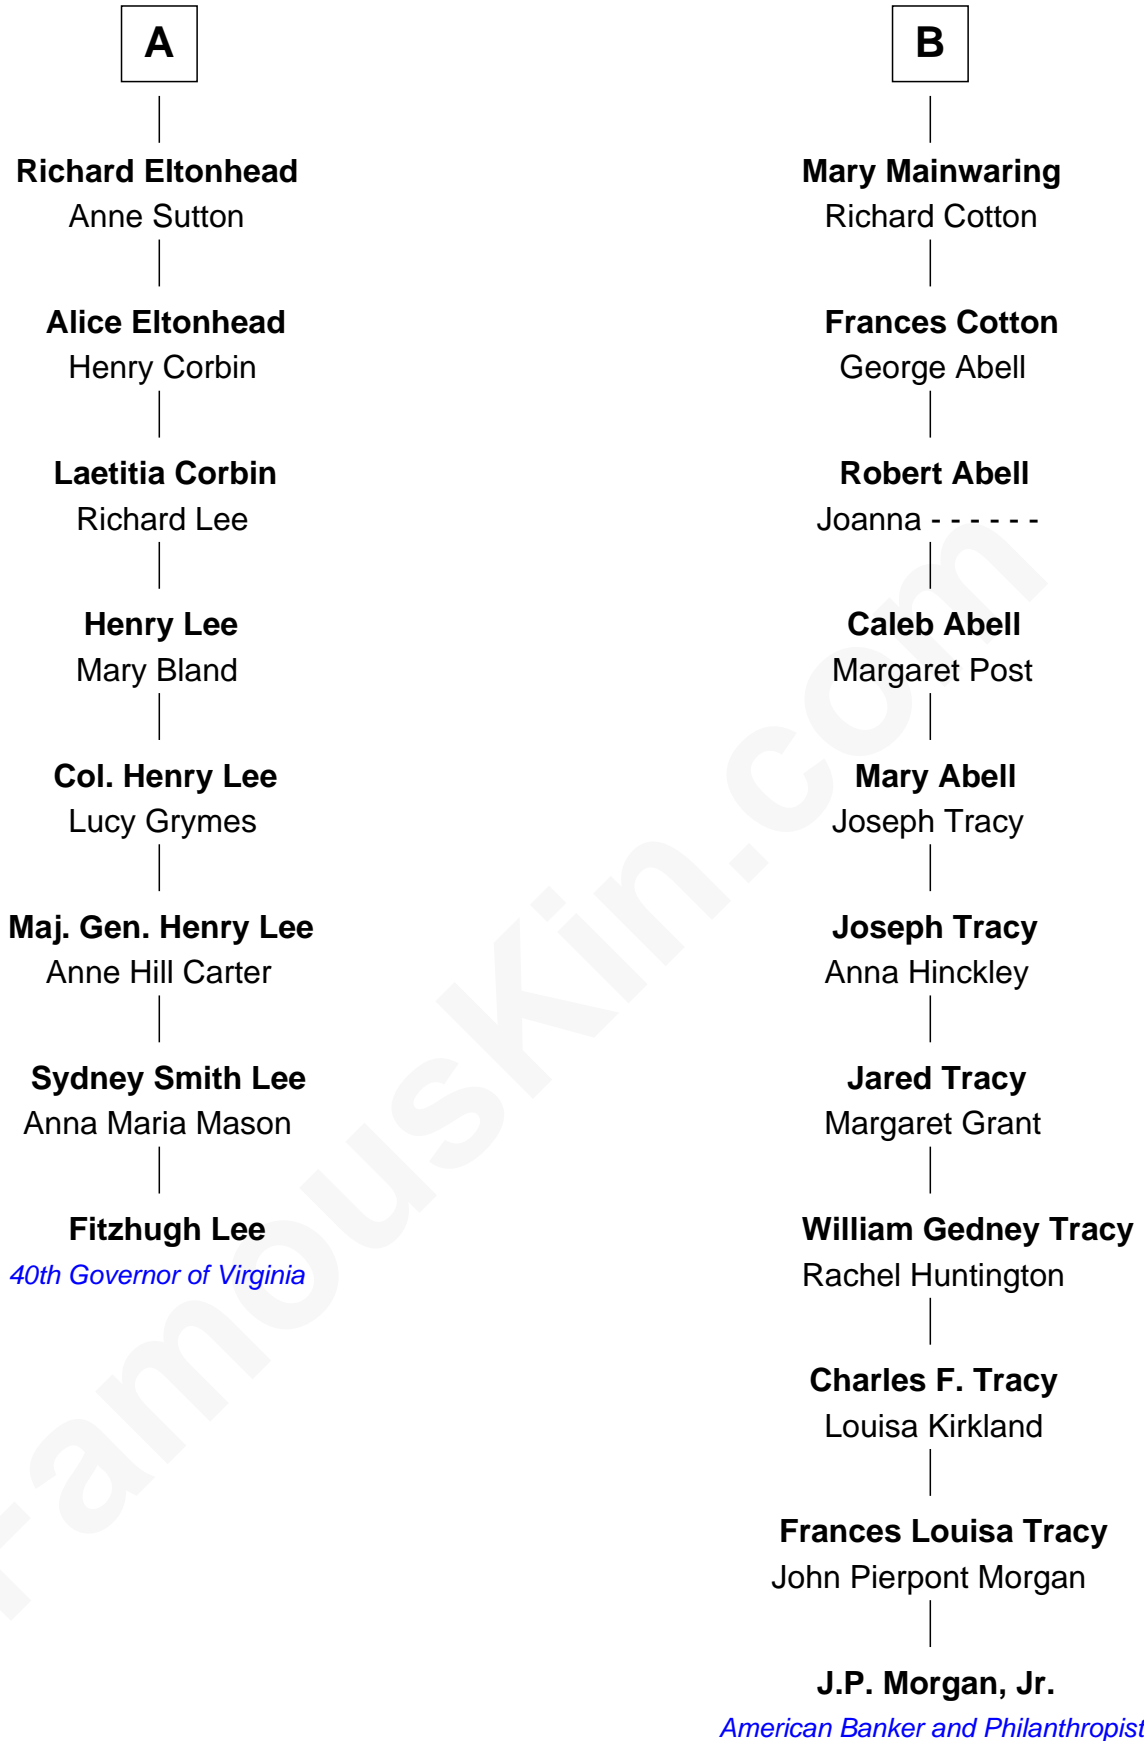 A
Richard Eltonhead
Anne Sutton
Alice Eltonhead
Henry Corbin
Laetitia Corbin
Richard Lee
Henry Lee
Mary Bland
Col. Henry Lee
Lucy Grymes
Maj. Gen. Henry Lee
Anne Hill Carter
Sydney Smith Lee
Anna Maria Mason
Fitzhugh Lee
40th Governor of Virginia
B
Mary Mainwaring
Richard Cotton
Frances Cotton
George Abell
Robert Abell
Joanna - - - - - -
Caleb Abell
Margaret Post
Mary Abell
Joseph Tracy
Joseph Tracy
Anna Hinckley
Jared Tracy
Margaret Grant
William Gedney Tracy
Rachel Huntington
Charles F. Tracy
Louisa Kirkland
Frances Louisa Tracy
John Pierpont Morgan
J.P. Morgan, Jr.
American Banker and Philanthropist
FamousKin.com